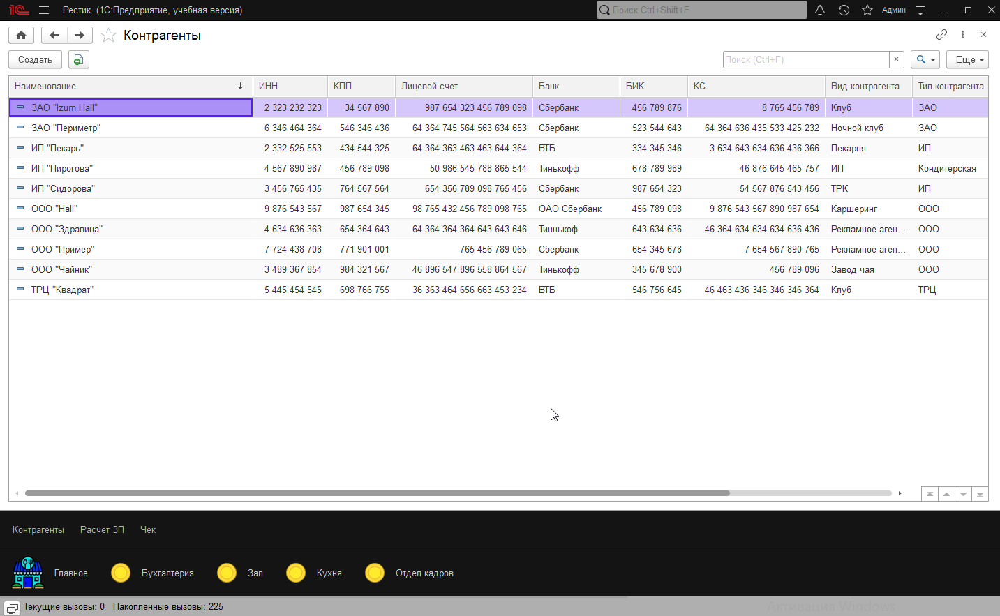 1С Рестик (1С:Предприятие, учебная версия) Поиск Ctrl+Shift+F Админ
Контрагенты
Создать Поиск (Ctrl+F) × Еще
Наименование ↓ ИНН КПП Лицевой счет Банк БИК КС Вид контрагента Тип контрагента
ЗАО "Izum Hall" 2 323 232 323 34 567 890 987 654 323 456 789 098 Сбербанк 456 789 876 8 765 456 789 Клуб ЗАО
ЗАО "Периметр" 6 346 464 364 546 346 436 64 364 745 564 563 634 653 Сбербанк 523 544 643 64 364 636 435 533 425 232 Ночной клуб ЗАО
ИП "Пекарь" 2 332 525 553 434 544 325 64 364 363 463 463 644 364 ВТБ 334 345 346 3 634 643 634 636 436 366 Пекарня ИП
ИП "Пирогова" 4 567 890 987 456 789 098 50 986 545 788 865 544 Тинькофф 678 789 989 46 876 645 465 757 ИП Кондитерская
ИП "Сидорова" 3 456 765 435 764 567 564 654 356 789 098 765 456 Сбербанк 987 654 323 54 567 876 543 456 ТРК ИП
ООО "Hall" 9 876 543 567 987 654 345 98 765 432 456 789 098 765 ОАО Сбербанк 456 789 098 9 876 543 567 890 987 654 Каршеринг ООО
ООО "Здравица" 4 634 636 363 654 364 643 64 364 364 364 643 643 646 Тиннькоф 643 634 636 46 364 634 634 634 636 436 Рекламное аген... ООО
ООО "Пример" 7 724 438 708 771 901 001 765 456 789 065 Сбербанк 654 345 678 7 654 567 890 765 Рекламное аген... ООО
ООО "Чайник" 3 489 367 854 984 321 567 46 896 547 896 558 864 567 Тинькофф 345 678 900 456 789 096 Завод чая ООО
ТРЦ "Квадрат" 5 445 454 545 698 766 755 36 363 464 656 663 453 234 ВТБ 546 756 645 46 463 436 346 346 346 364 Клуб ТРЦ
Контрагенты Расчет ЗП Чек
Главное Бухгалтерия Зал Кухня Отдел кадров
Текущие вызовы: 0 Накопленные вызовы: 225 Активация Windows